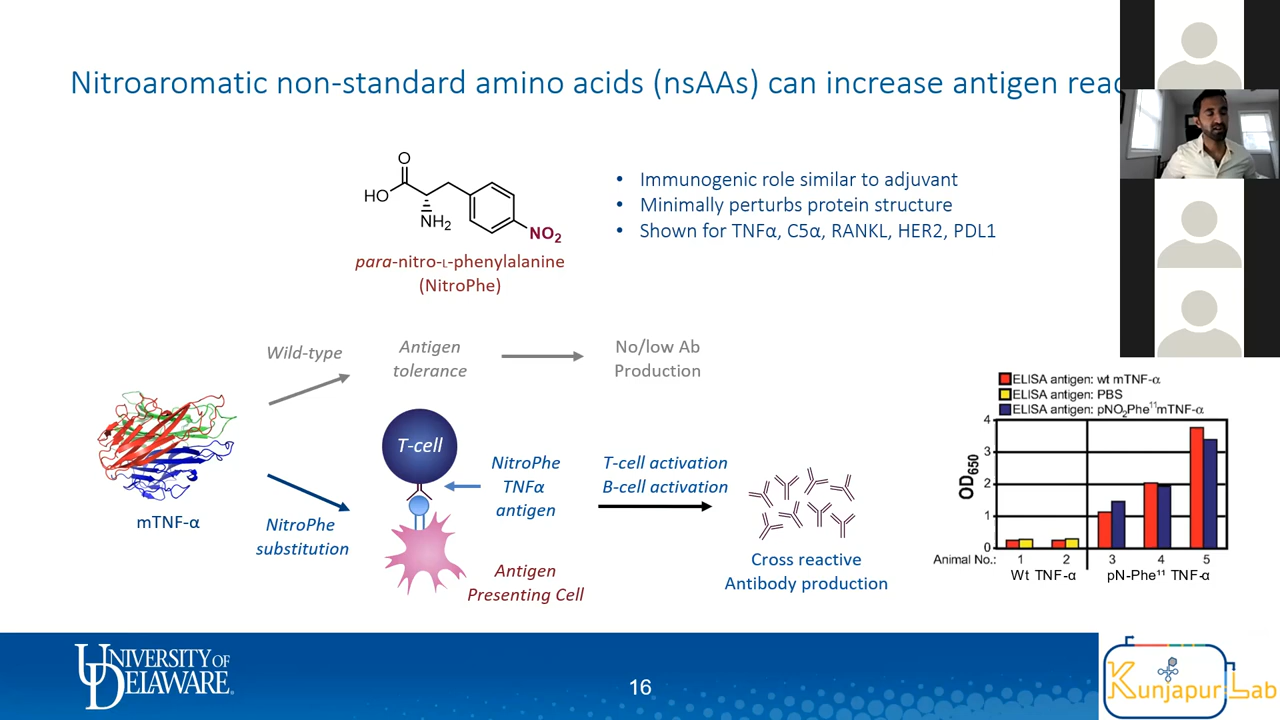 Nitroaromatic non-standard amino acids (nsAAs) can increase antigen reac
O
HO
NH2
NO2
para-nitro-L-phenylalanine
(NitroPhe)
• Immunogenic role similar to adjuvant
• Minimally perturbs protein structure
• Shown for TNFα, C5α, RANKL, HER2, PDL1
Wild-type
Antigen
tolerance
No/low Ab
Production
mTNF-α
NitroPhe
substitution
T-cell
NitroPhe
TNFα
antigen
Antigen
Presenting Cell
T-cell activation
B-cell activation
Cross reactive
Antibody production
ELISA antigen: wt mTNF-α
ELISA antigen: PBS
ELISA antigen: pNO2Phe11mTNF-α
OD650
4
3
2
1
0
Animal No.: 1 2 3 4 5
Wt TNF-α pN-Phe11 TNF-α
UNIVERSITY OF
DELAWARE
16
Kunjapur Lab